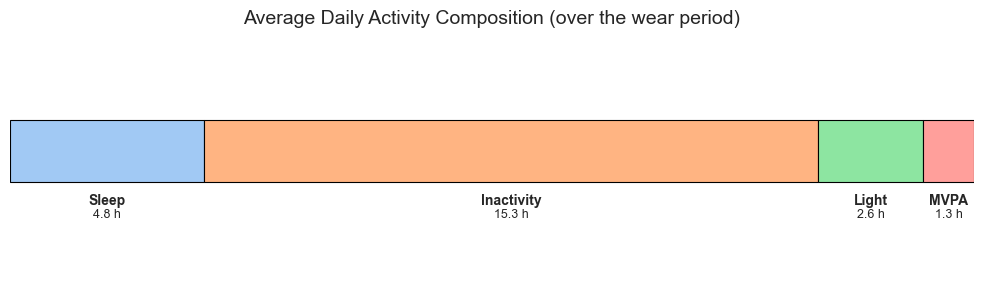 Average Daily Activity Composition (over the wear period)
Sleep
4.8 h
Inactivity
15.3 h
Light
2.6 h
MVPA
1.3 h